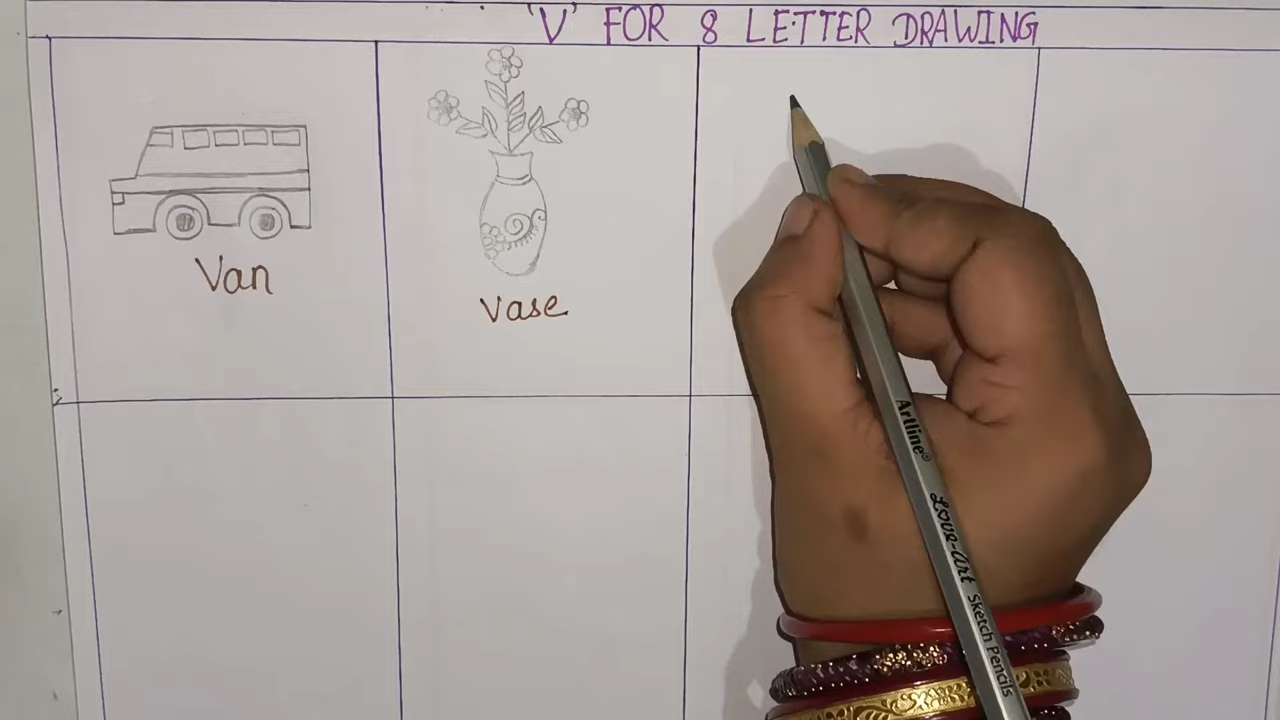 'V' FOR 8 LETTER DRAWING
Van
Vase
Artline® Love-Art Sketch Pencils